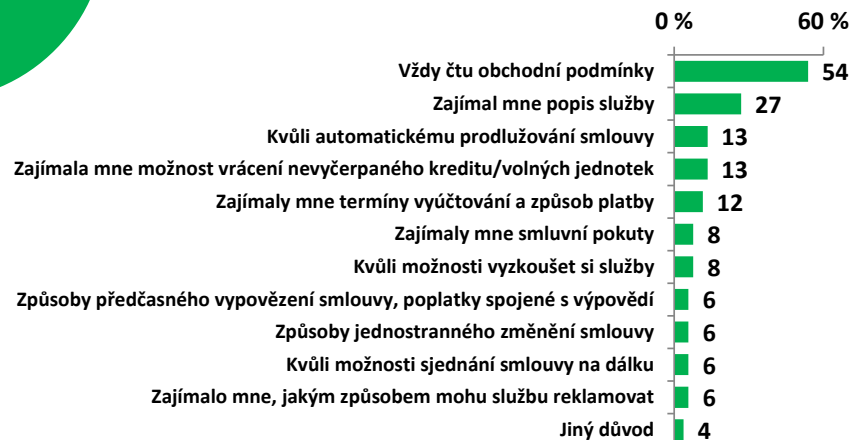 0 % 60 %
Vždy čtu obchodní podmínky 54
Zajímal mne popis služby 27
Kvůli automatickému prodlužování smlouvy 13
Zajímala mne možnost vrácení nevyčerpaného kreditu/volných jednotek 13
Zajímaly mne termíny vyúčtování a způsob platby 12
Zajímaly mne smluvní pokuty 8
Kvůli možnosti vyzkoušet si služby 8
Způsoby předčasného vypovězení smlouvy, poplatky spojené s výpovědí 6
Způsoby jednostranného změnění smlouvy 6
Kvůli možnosti sjednání smlouvy na dálku 6
Zajímalo mne, jakým způsobem mohu službu reklamovat 6
Jiný důvod 4